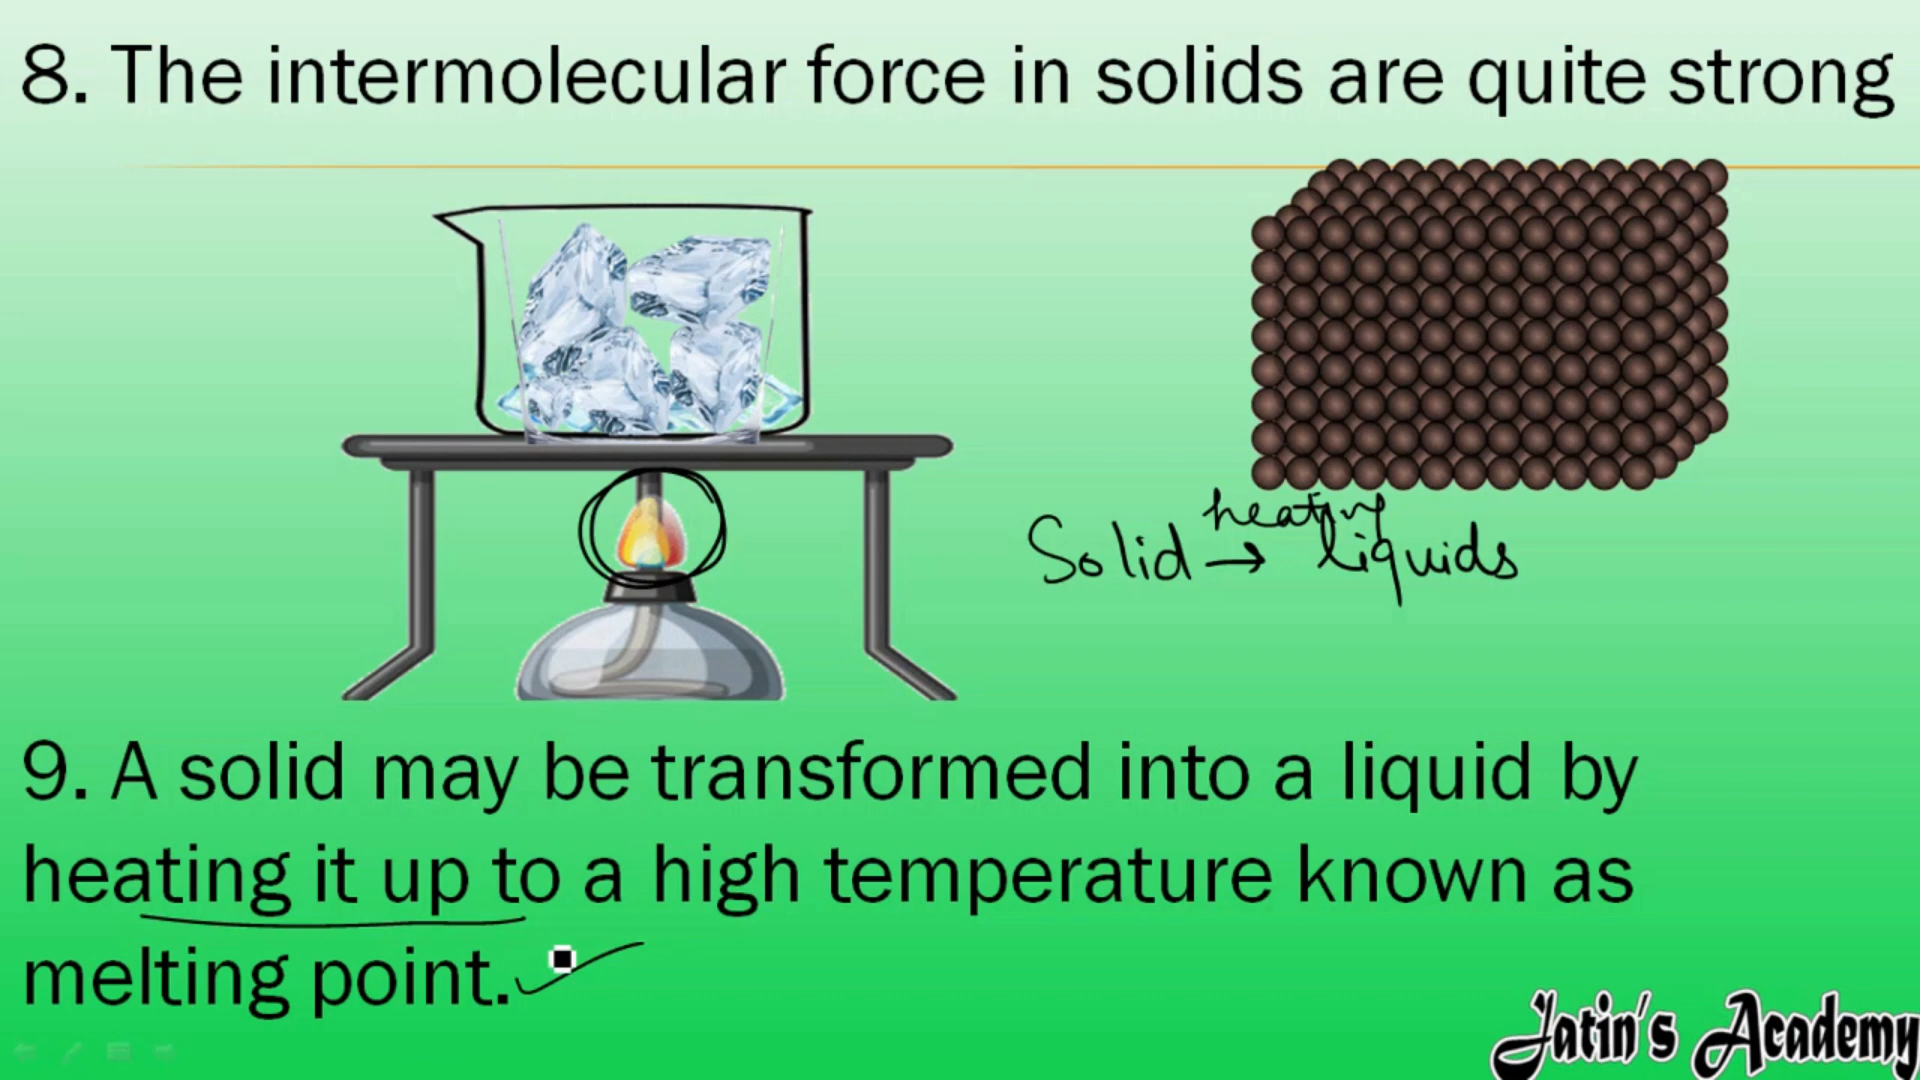 8. The intermolecular force in solids are quite strong
heating
Solid → liquids
9. A solid may be transformed into a liquid by
heating it up to a high temperature known as
melting point.
Jatin's Academy